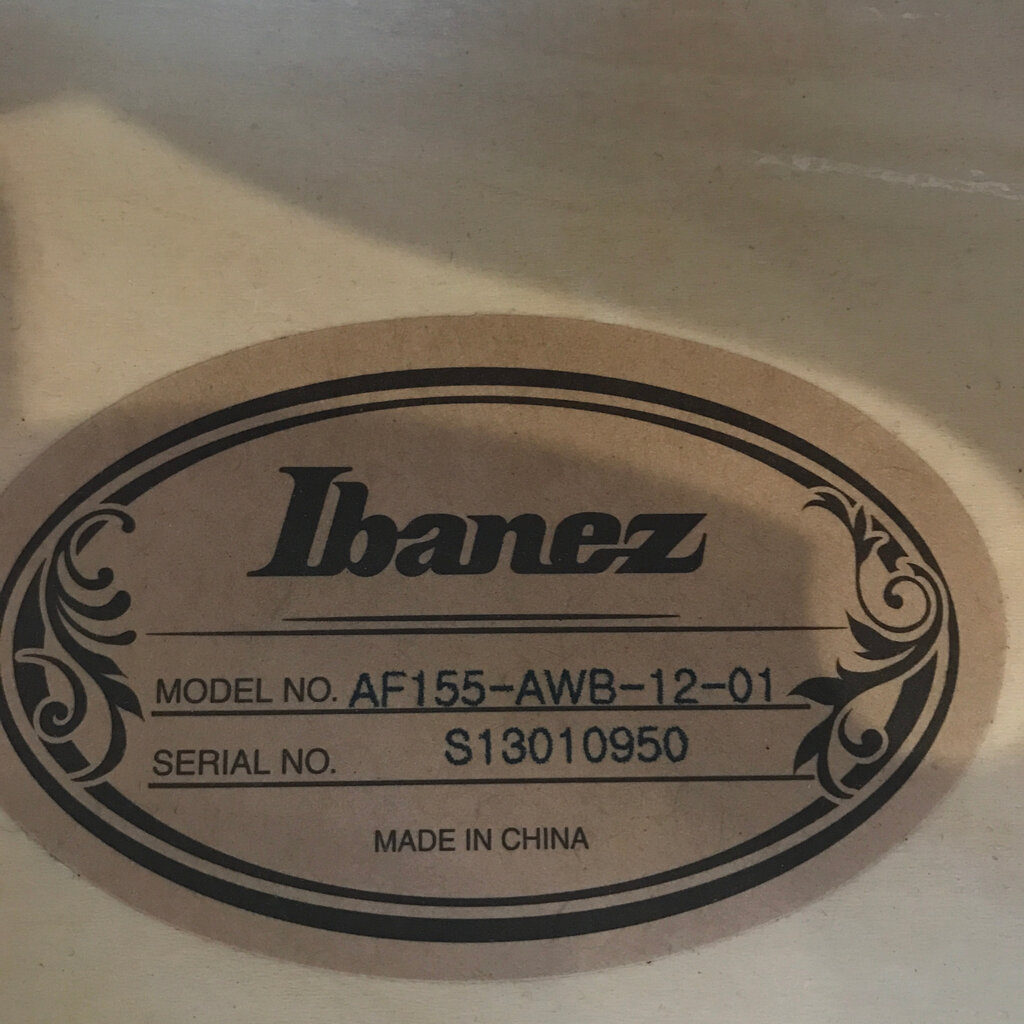 Ibanez
MODEL NO. AF155-AWB-12-01
SERIAL NO. S13010950
MADE IN CHINA